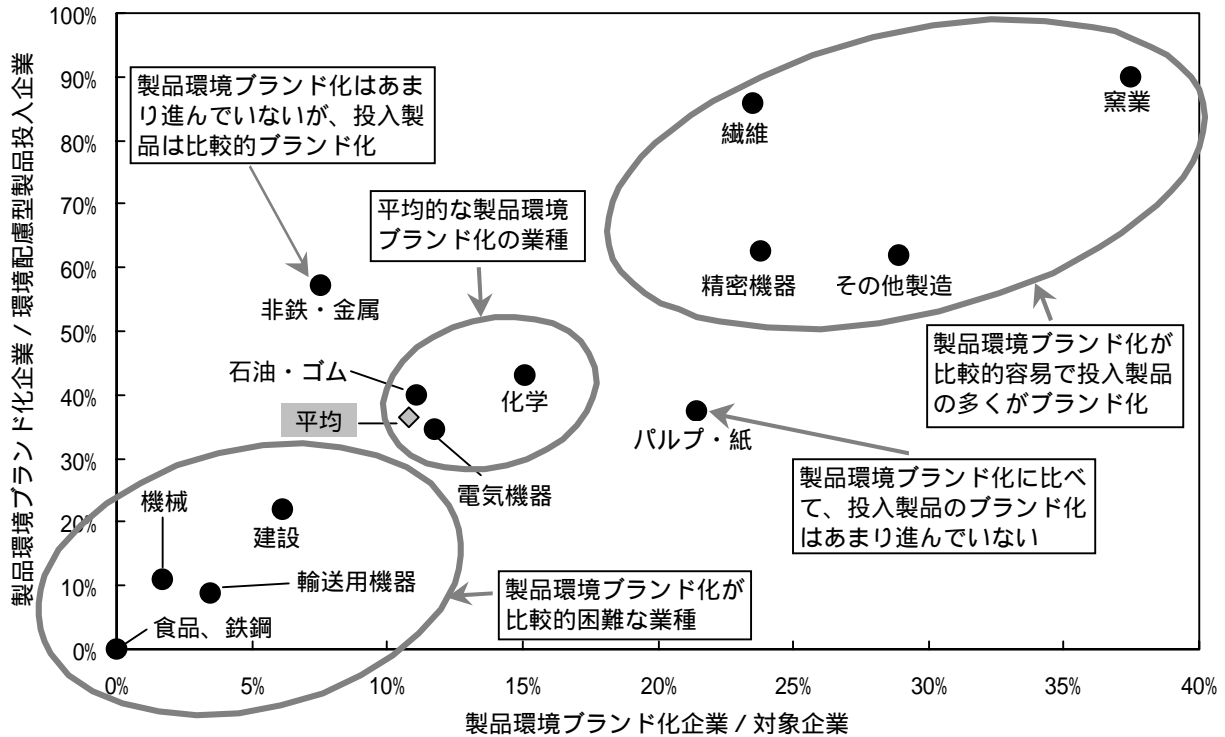 100%
90%
80%
70%
60%
50%
40%
30%
20%
10%
0%
製品環境ブランド化企業 / 環境配慮型製品投入企業
製品環境ブランド化はあま
り進んでいないが、投入製
品は比較的ブランド化
繊維
窯業
平均的な製品環境
ブランド化の業種
精密機器
その他製造
非鉄・金属
製品環境ブランド化が
比較的容易で投入製品
の多くがブランド化
石油・ゴム
化学
平均
パルプ・紙
電気機器
製品環境ブランド化に比べ
て、投入製品のブランド化
はあまり進んでいない
機械
建設
輸送用機器
製品環境ブランド化が
比較的困難な業種
食品、鉄鋼
0%
5%
10%
15%
20%
25%
30%
35%
40%
製品環境ブランド化企業 / 対象企業